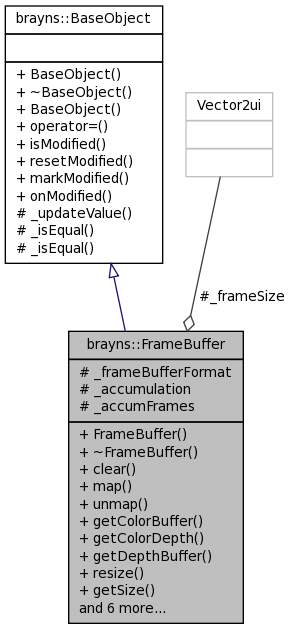 brayns::BaseObject
+ BaseObject()
+ ~BaseObject()
+ BaseObject()
+ operator=()
+ isModified()
+ resetModified()
+ markModified()
+ onModified()
# _updateValue()
# _isEqual()
# _isEqual()
Vector2ui
#_frameSize
brayns::FrameBuffer
# _frameBufferFormat
# _accumulation
# _accumFrames
+ FrameBuffer()
+ ~FrameBuffer()
+ clear()
+ map()
+ unmap()
+ getColorBuffer()
+ getColorDepth()
+ getDepthBuffer()
+ resize()
+ getSize()
and 6 more...